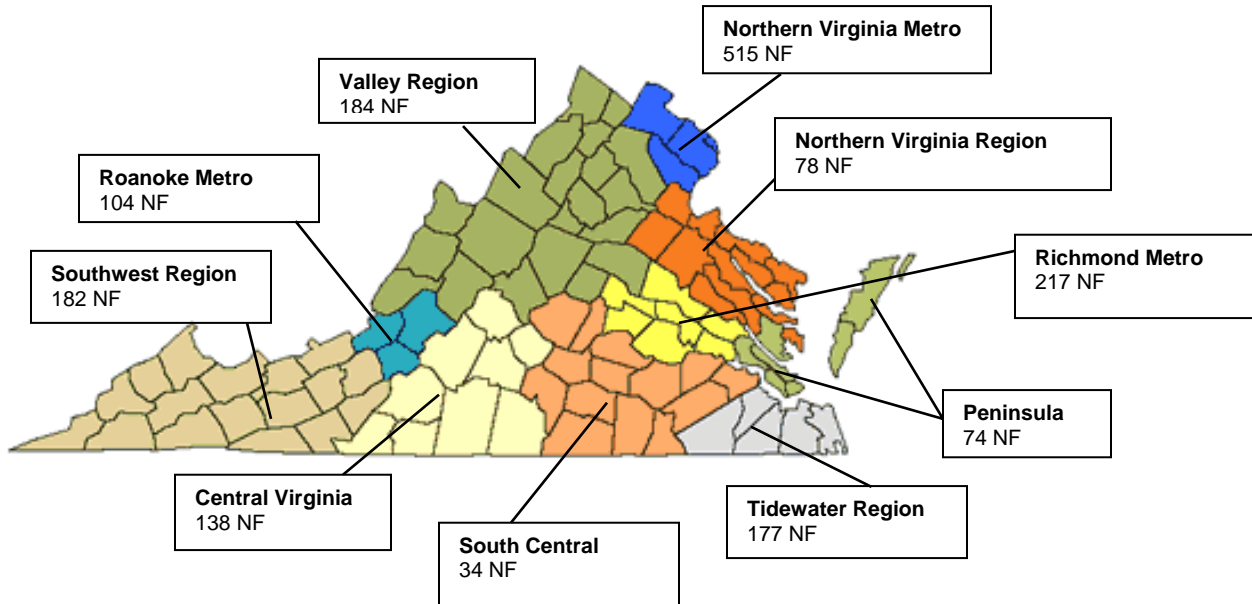 Northern Virginia Metro
515 NF
Valley Region
184 NF
Northern Virginia Region
78 NF
Roanoke Metro
104 NF
Richmond Metro
217 NF
Southwest Region
182 NF
Peninsula
74 NF
Central Virginia
138 NF
Tidewater Region
177 NF
South Central
34 NF